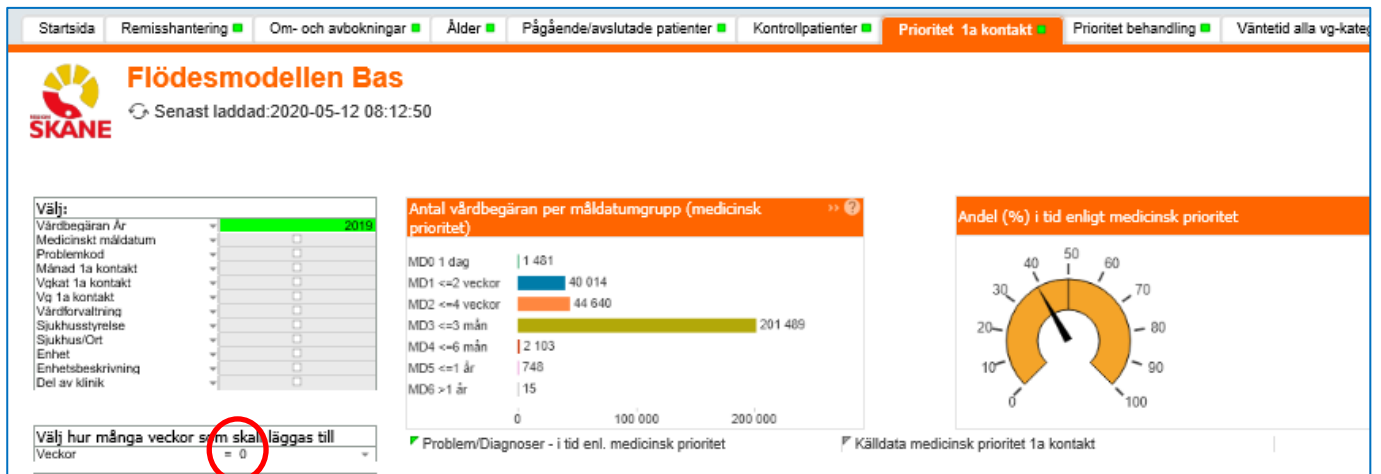 Startsida Remisshantering Om- och avbokningar Ålder Pågående/avslutade patienter Kontrollpatienter Prioritet 1a kontakt Prioritet behandling Väntetid alla vg-kateg
Flödesmodellen Bas
Senast laddad:2020-05-12 08:12:50
REGION
SKÅNE
Välj:
Vårdbegäran År 2019
Medicinskt måldatum
Problemkod
Månad 1a kontakt
Vgkat 1a kontakt
Vg 1a kontakt
Vårdforvaltning
Sjukhusstyrelse
Sjukhus/Ort
Enhet
Enhetsbeskrivning
Del av klinik
Välj hur många veckor som skall läggas till
Veckor = 0
Antal vårdbegäran per måldatumgrupp (medicinsk
prioritet)
MD0 1 dag 1 481
MD1 <=2 veckor 40 014
MD2 <=4 veckor 44 640
MD3 <=3 mån 201 489
MD4 <=6 mån 2 103
MD5 <=1 år 748
MD6 >1 år 15
0 100 000 200 000
Problem/Diagnoser - i tid enl. medicinsk prioritet
Andel (%) i tid enligt medicinsk prioritet
0 10 20 30 40 50 60 70 80 90 100
Källdata medicinsk prioritet 1a kontakt